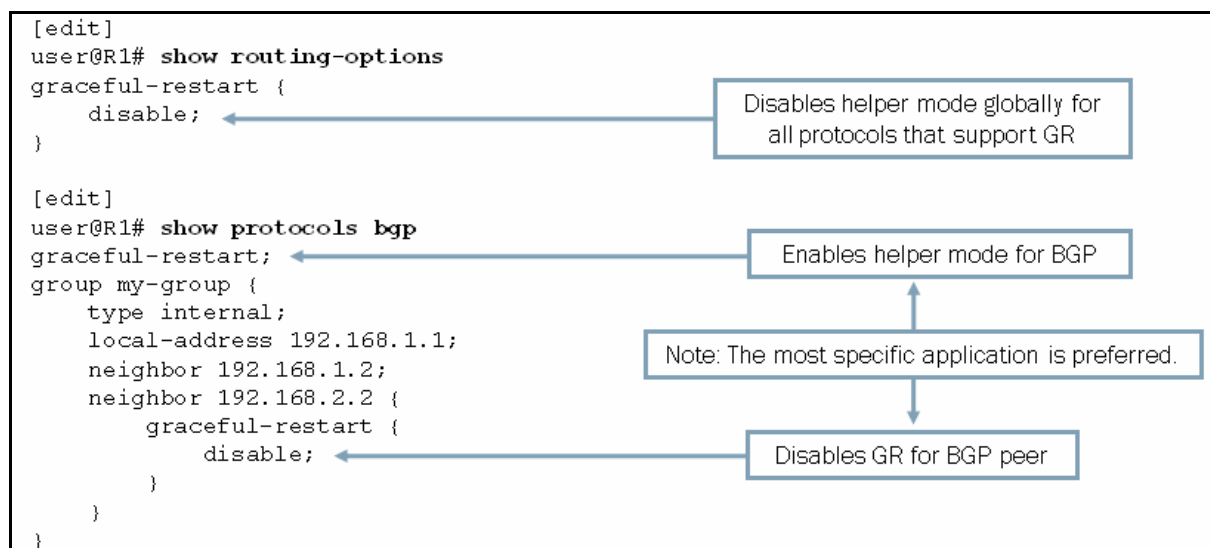 [edit]
user@R1# show routing-options
graceful-restart {
    disable;
}
Disables helper mode globally for
all protocols that support GR
[edit]
user@R1# show protocols bgp
graceful-restart;
Enables helper mode for BGP
group my-group {
    type internal;
    local-address 192.168.1.1;
    neighbor 192.168.1.2;
    neighbor 192.168.2.2 {
        graceful-restart {
            disable;
        }
    }
}
Note: The most specific application is preferred.
Disables GR for BGP peer